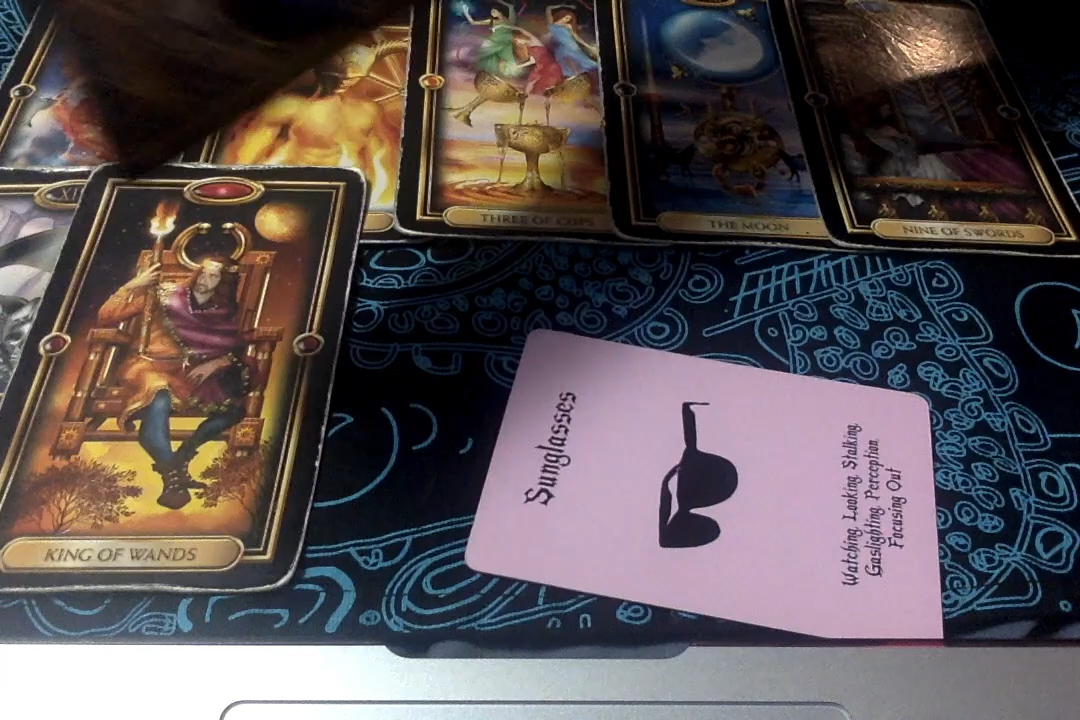 THREE OF CUPS
THE MOON
NINE OF SWORDS
XI
KING OF WANDS
Sunglasses
Watching, Looking, Stalking,
Gaslighting, Perception,
Focusing Out